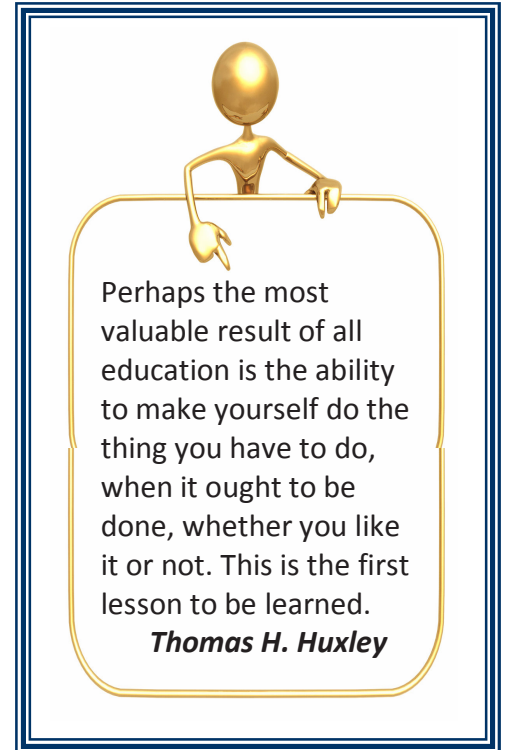 Perhaps the most
valuable result of all
education is the ability
to make yourself do the
thing you have to do,
when it ought to be
done, whether you like
it or not. This is the first
lesson to be learned.
Thomas H. Huxley